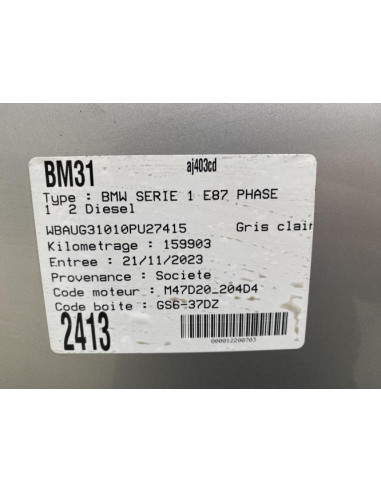 aj403cd
BM31
Type : BMW SERIE 1 E87 PHASE
1 2 Diesel
WBAUG31010PU27415 Gris clair
Kilometrage : 159903
Entree : 21/11/2023
Provenance : Societe
Code moteur : M47D20_204D4
Code boite : GS6-37DZ
2413
000012200703